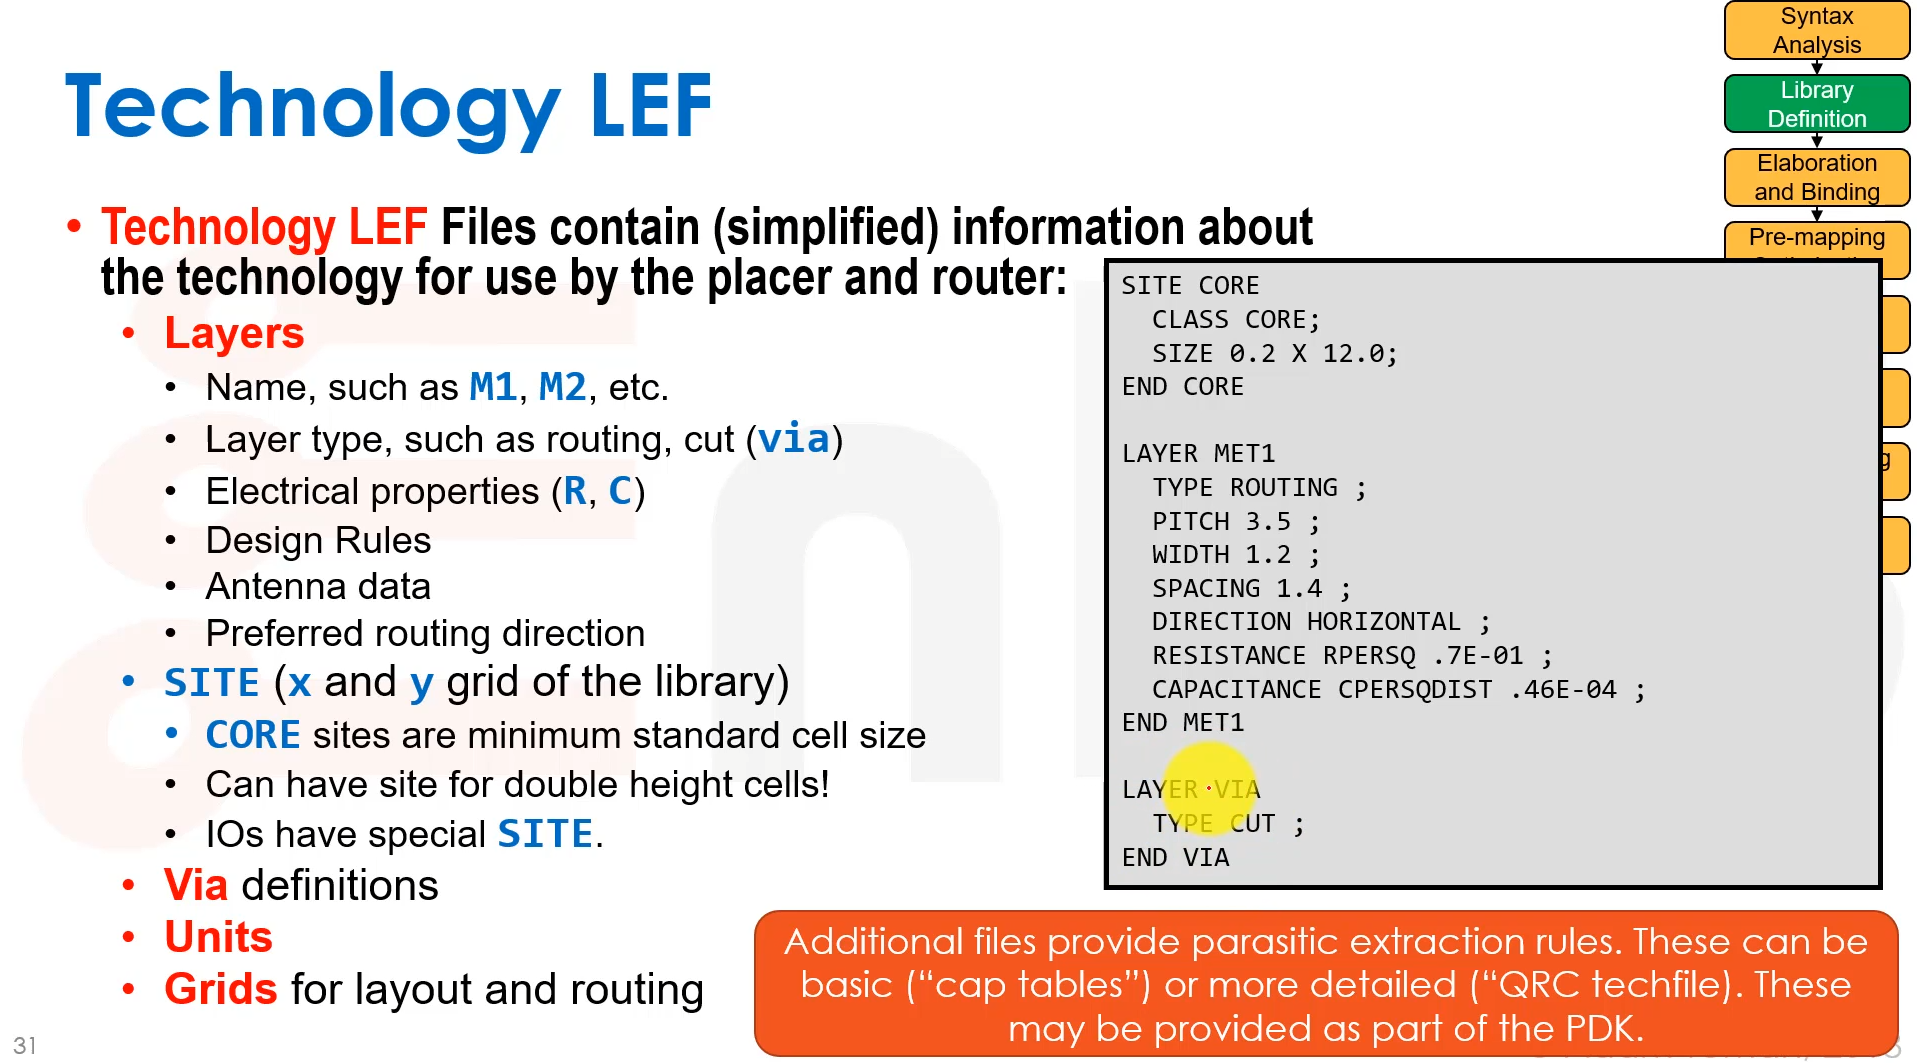 Technology LEF
• Technology LEF Files contain (simplified) information about
the technology for use by the placer and router:
• Layers
• Name, such as M1, M2, etc.
• Layer type, such as routing, cut (via)
• Electrical properties (R, C)
• Design Rules
• Antenna data
• Preferred routing direction
• SITE (x and y grid of the library)
• CORE sites are minimum standard cell size
• Can have site for double height cells!
• IOs have special SITE.
• Via definitions
• Units
• Grids for layout and routing
SITE CORE
CLASS CORE;
SIZE 0.2 X 12.0;
END CORE
LAYER MET1
TYPE ROUTING ;
PITCH 3.5 ;
WIDTH 1.2 ;
SPACING 1.4 ;
DIRECTION HORIZONTAL ;
RESISTANCE RPERSQ .7E-01 ;
CAPACITANCE CPERSQDIST .46E-04 ;
END MET1
LAYER VIA
TYPE CUT ;
END VIA
Additional files provide parasitic extraction rules. These can be
basic (“cap tables”) or more detailed (“QRC techfile). These
may be provided as part of the PDK.
Syntax
Analysis
Library
Definition
Elaboration
and Binding
Pre-mapping
31